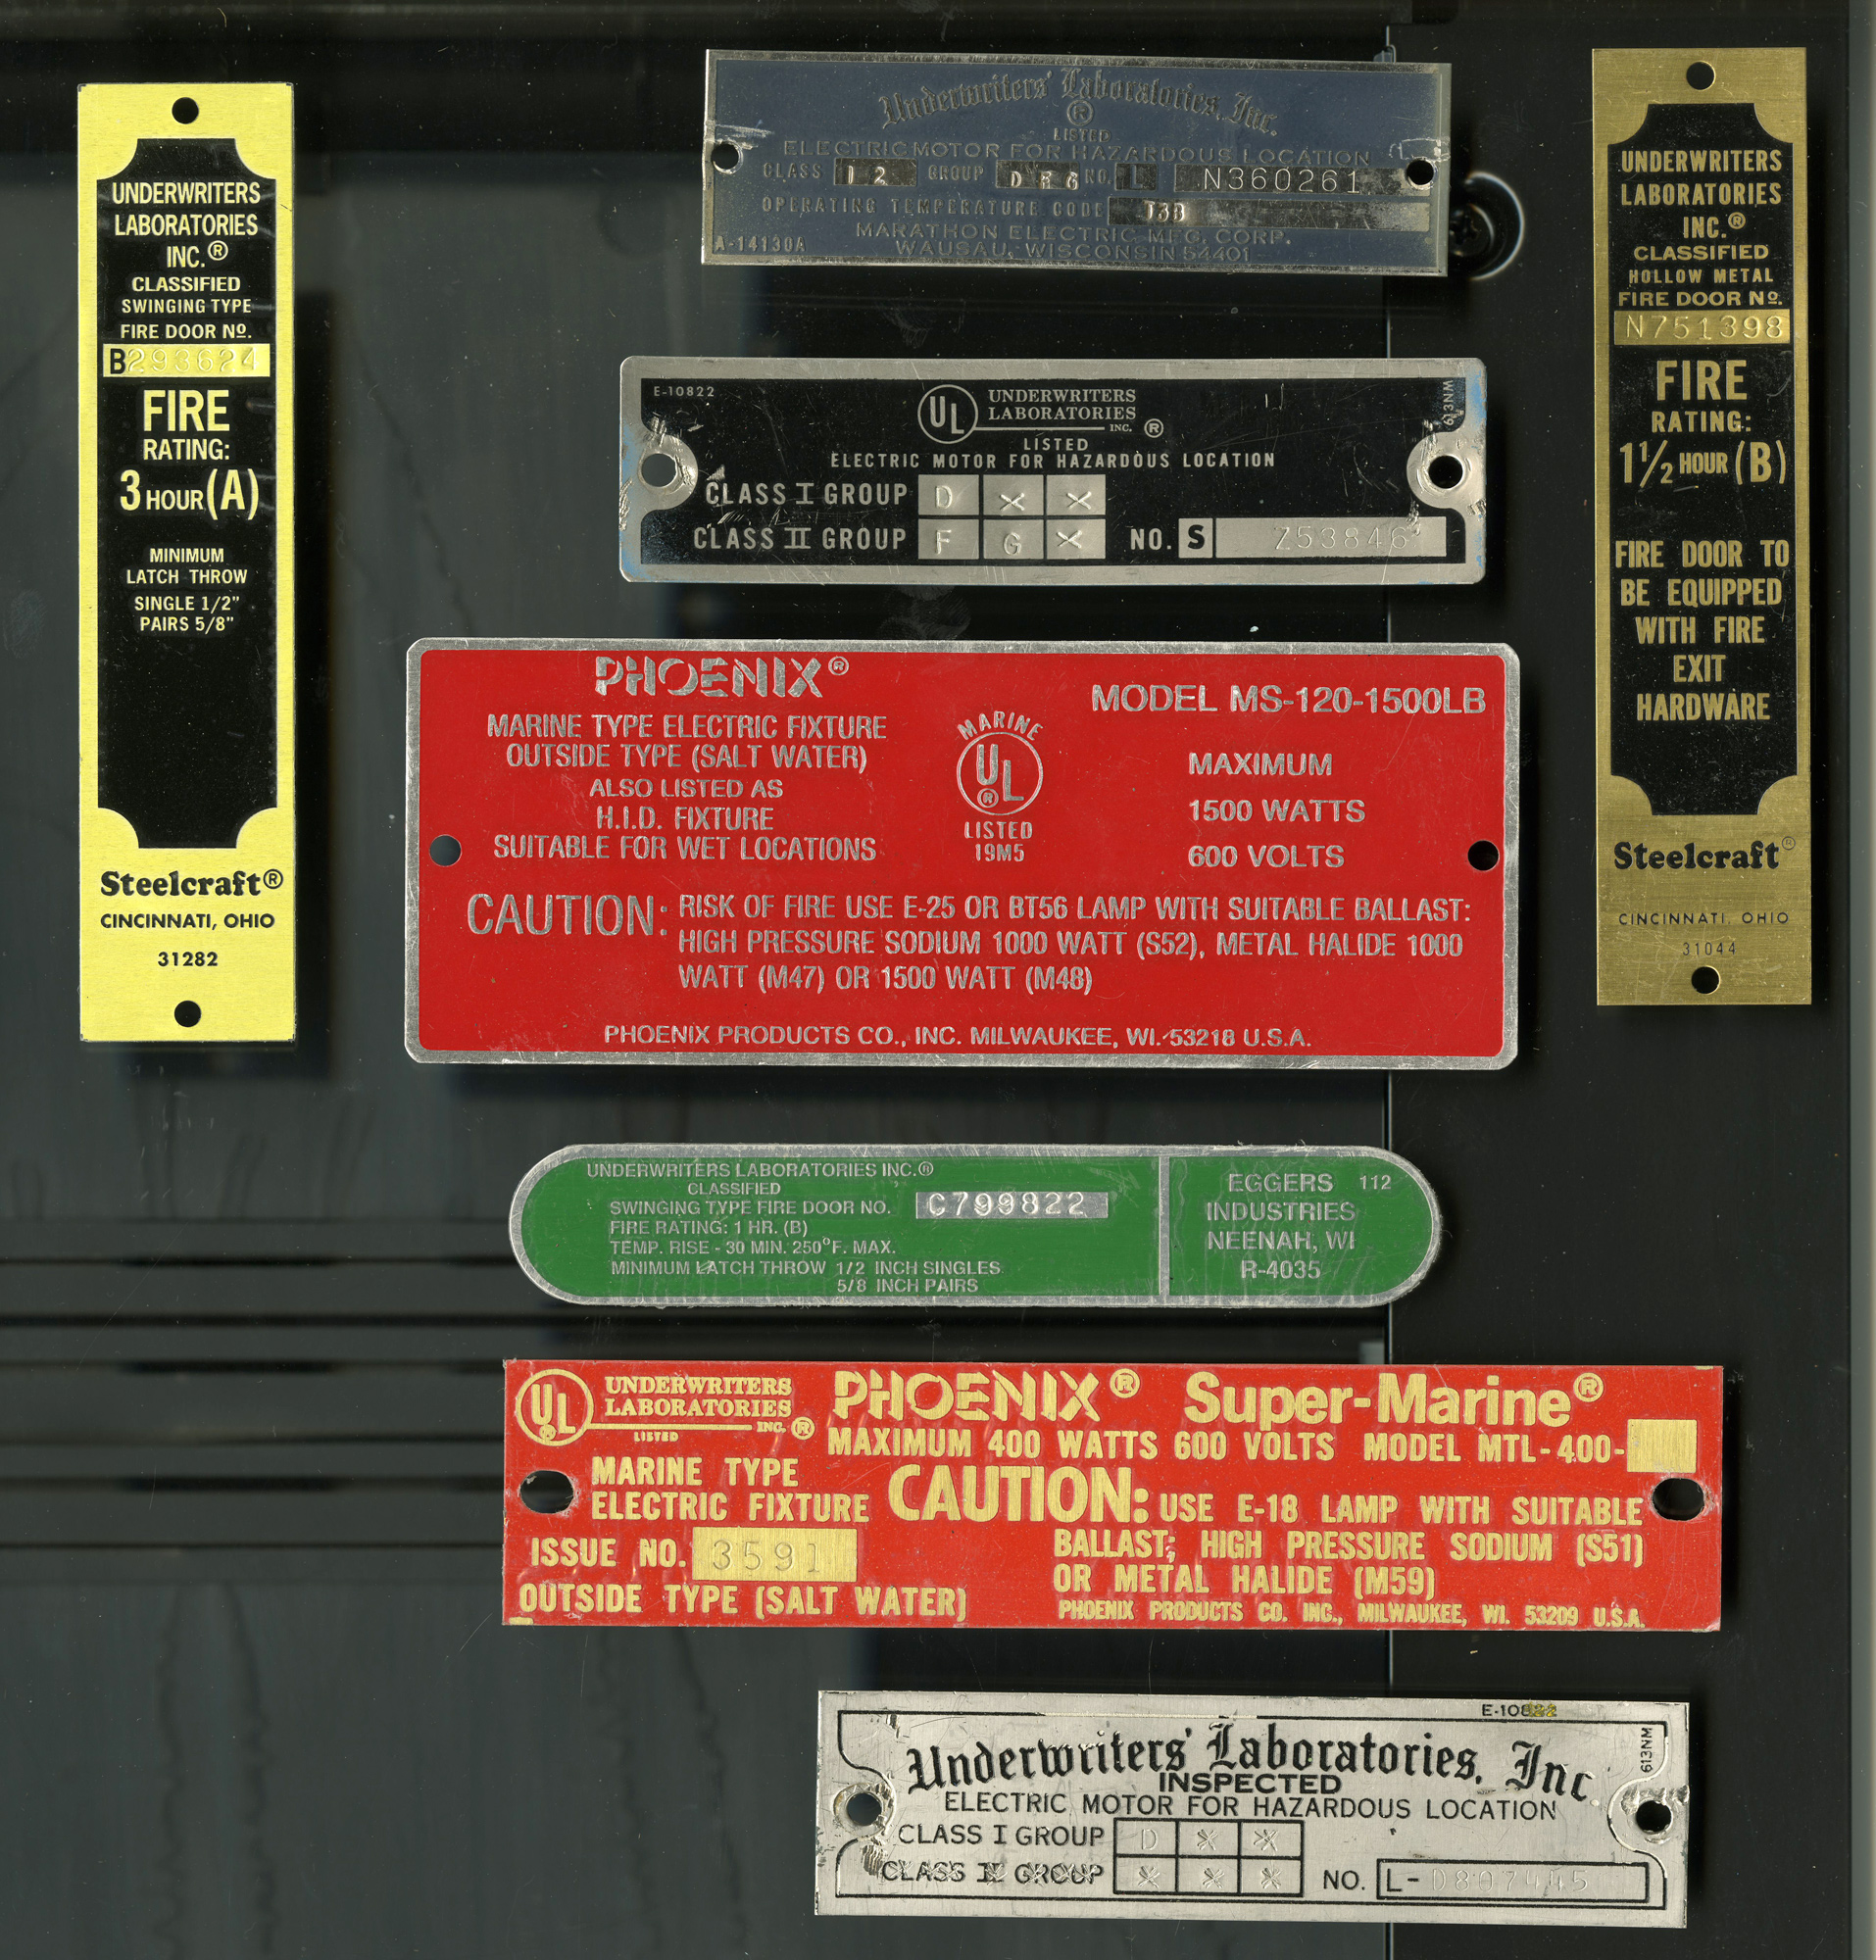 UNDERWRITERS
LABORATORIES
INC.®
CLASSIFIED
SWINGING TYPE
FIRE DOOR Nº.
B293624
FIRE
RATING:
3 HOUR (A)
MINIMUM
LATCH THROW
SINGLE 1/2"
PAIRS 5/8"
Steelcraft®
CINCINNATI, OHIO
31282
Underwriters' Laboratories, Inc.
®
LISTED
ELECTRIC MOTOR FOR HAZARDOUS LOCATION
CLASS GROUP NO. N360261
OPERATING TEMPERATURE CODE T3B
MARATHON ELECTRIC MFG. CORP.
A-14130A WAUSAU, WISCONSIN 54401
E-10822
613NM
UL UNDERWRITERS
LABORATORIES
INC. ®
LISTED
ELECTRIC MOTOR FOR HAZARDOUS LOCATION
CLASS I GROUP D X X
CLASS II GROUP F G X NO. S Z53846
PHOENIX®
MARINE TYPE ELECTRIC FIXTURE
OUTSIDE TYPE (SALT WATER)
ALSO LISTED AS
H.I.D. FIXTURE
SUITABLE FOR WET LOCATIONS
MARINE
UL®
LISTED
19M5
MODEL MS-120-1500LB
MAXIMUM
1500 WATTS
600 VOLTS
CAUTION: RISK OF FIRE USE E-25 OR BT56 LAMP WITH SUITABLE BALLAST:
HIGH PRESSURE SODIUM 1000 WATT (S52), METAL HALIDE 1000
WATT (M47) OR 1500 WATT (M48)
PHOENIX PRODUCTS CO., INC. MILWAUKEE, WI. 53218 U.S.A.
UNDERWRITERS LABORATORIES INC.®
CLASSIFIED
SWINGING TYPE FIRE DOOR NO. C799822
FIRE RATING: 1 HR. (B)
TEMP. RISE - 30 MIN. 250°F. MAX.
MINIMUM LATCH THROW 1/2 INCH SINGLES
5/8 INCH PAIRS
EGGERS 112
INDUSTRIES
NEENAH, WI
R-4035
UL® UNDERWRITERS
LABORATORIES
INC. ®
LISTED
PHOENIX® Super-Marine®
MAXIMUM 400 WATTS 600 VOLTS MODEL MTL-400-
MARINE TYPE
ELECTRIC FIXTURE
ISSUE NO. 3591
OUTSIDE TYPE (SALT WATER)
CAUTION: USE E-18 LAMP WITH SUITABLE
BALLAST; HIGH PRESSURE SODIUM (S51)
OR METAL HALIDE (M59)
PHOENIX PRODUCTS CO. INC., MILWAUKEE, WI. 53209 U.S.A.
E-10822
613NM
Underwriters' Laboratories, Inc
INSPECTED
ELECTRIC MOTOR FOR HAZARDOUS LOCATION
CLASS I GROUP D
CLASS II GROUP
NO. L-D807445
UNDERWRITERS
LABORATORIES
INC.®
CLASSIFIED
HOLLOW METAL
FIRE DOOR Nº.
N751398
FIRE
RATING:
1 1/2 HOUR (B)
FIRE DOOR TO
BE EQUIPPED
WITH FIRE
EXIT
HARDWARE
Steelcraft®
CINCINNATI, OHIO
31044